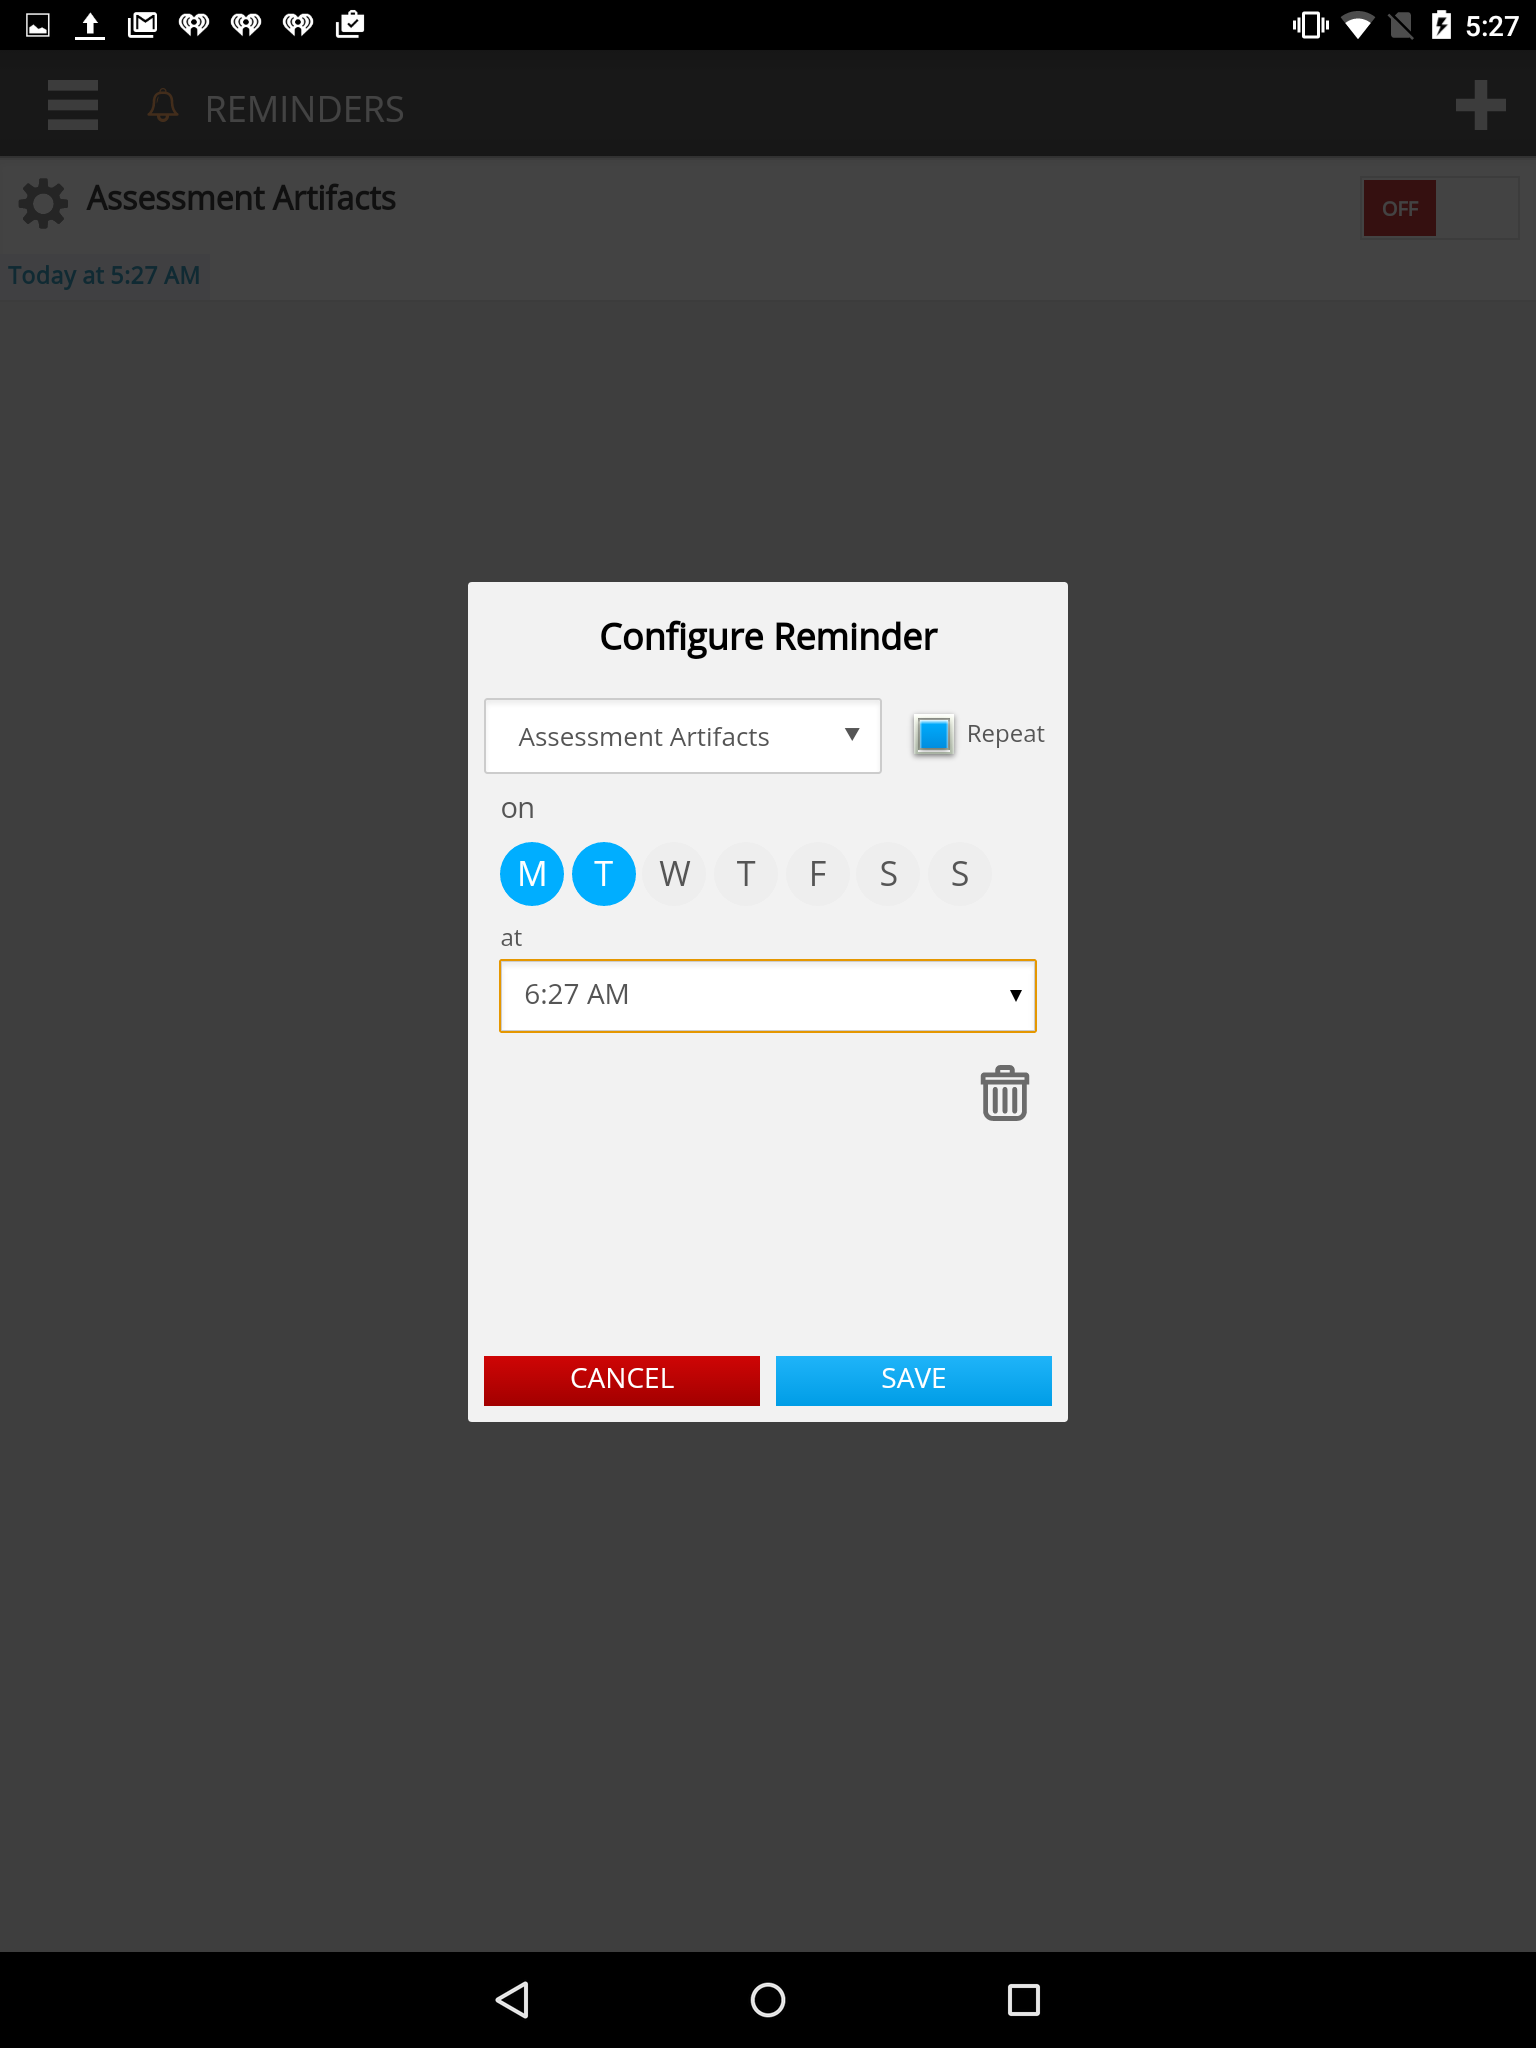 5:27
REMINDERS
Assessment Artifacts
OFF
Today at 5:27 AM
Configure Reminder
Assessment Artifacts ▼ Repeat
on
M T W T F S S
at
6:27 AM ▼
CANCEL SAVE